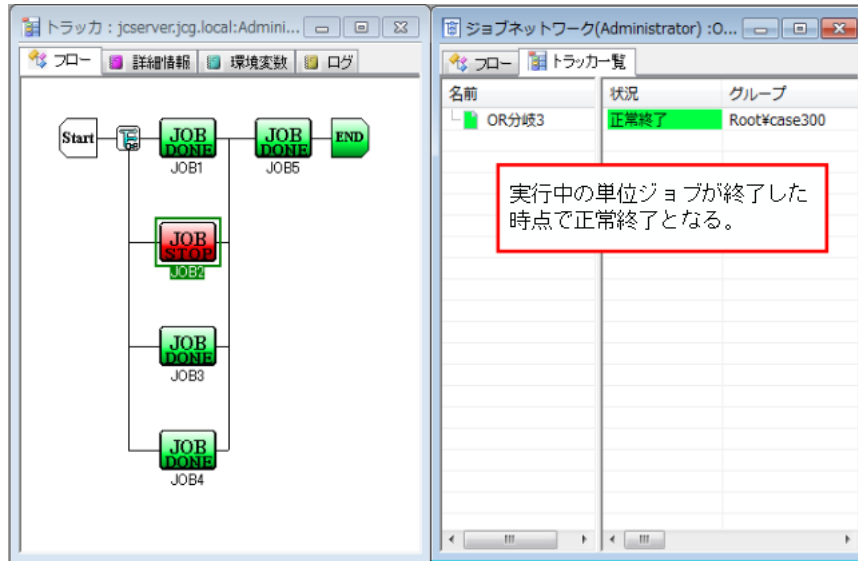 トラッカ : jcserver.jcg.local:Admini...
フロー 詳細情報 環境変数 ログ
Start
OR
JOB DONE
JOB1
JOB DONE
JOB5
END
JOB STOP
JOB2
JOB DONE
JOB3
JOB DONE
JOB4
ジョブネットワーク(Administrator) :O...
フロー トラッカ一覧
名前 状況 グループ
OR分岐3 正常終了 Root¥case300
実行中の単位ジョブが終了した
時点で正常終了となる。